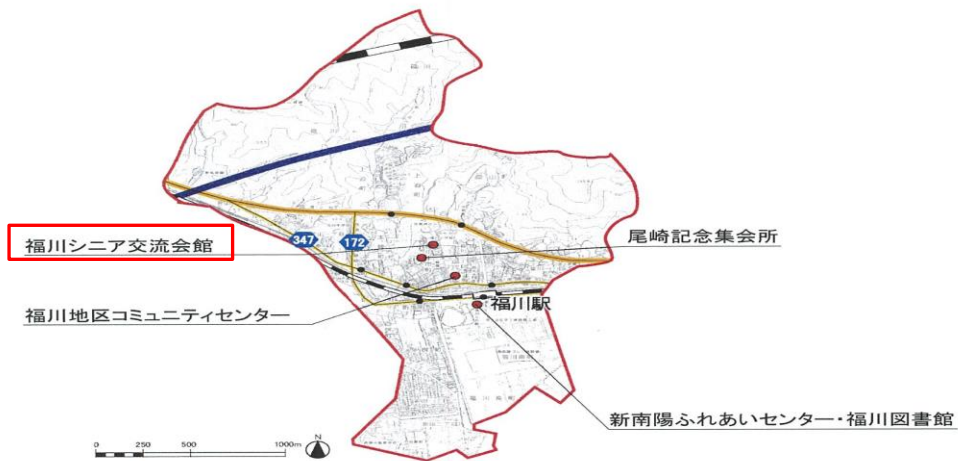 福川
347
172
尾崎記念集会所
福川シニア交流会館
福川駅
福川地区コミュニティセンター
新南陽ふれあいセンター・福川図書館
0 250 500 1000m
N